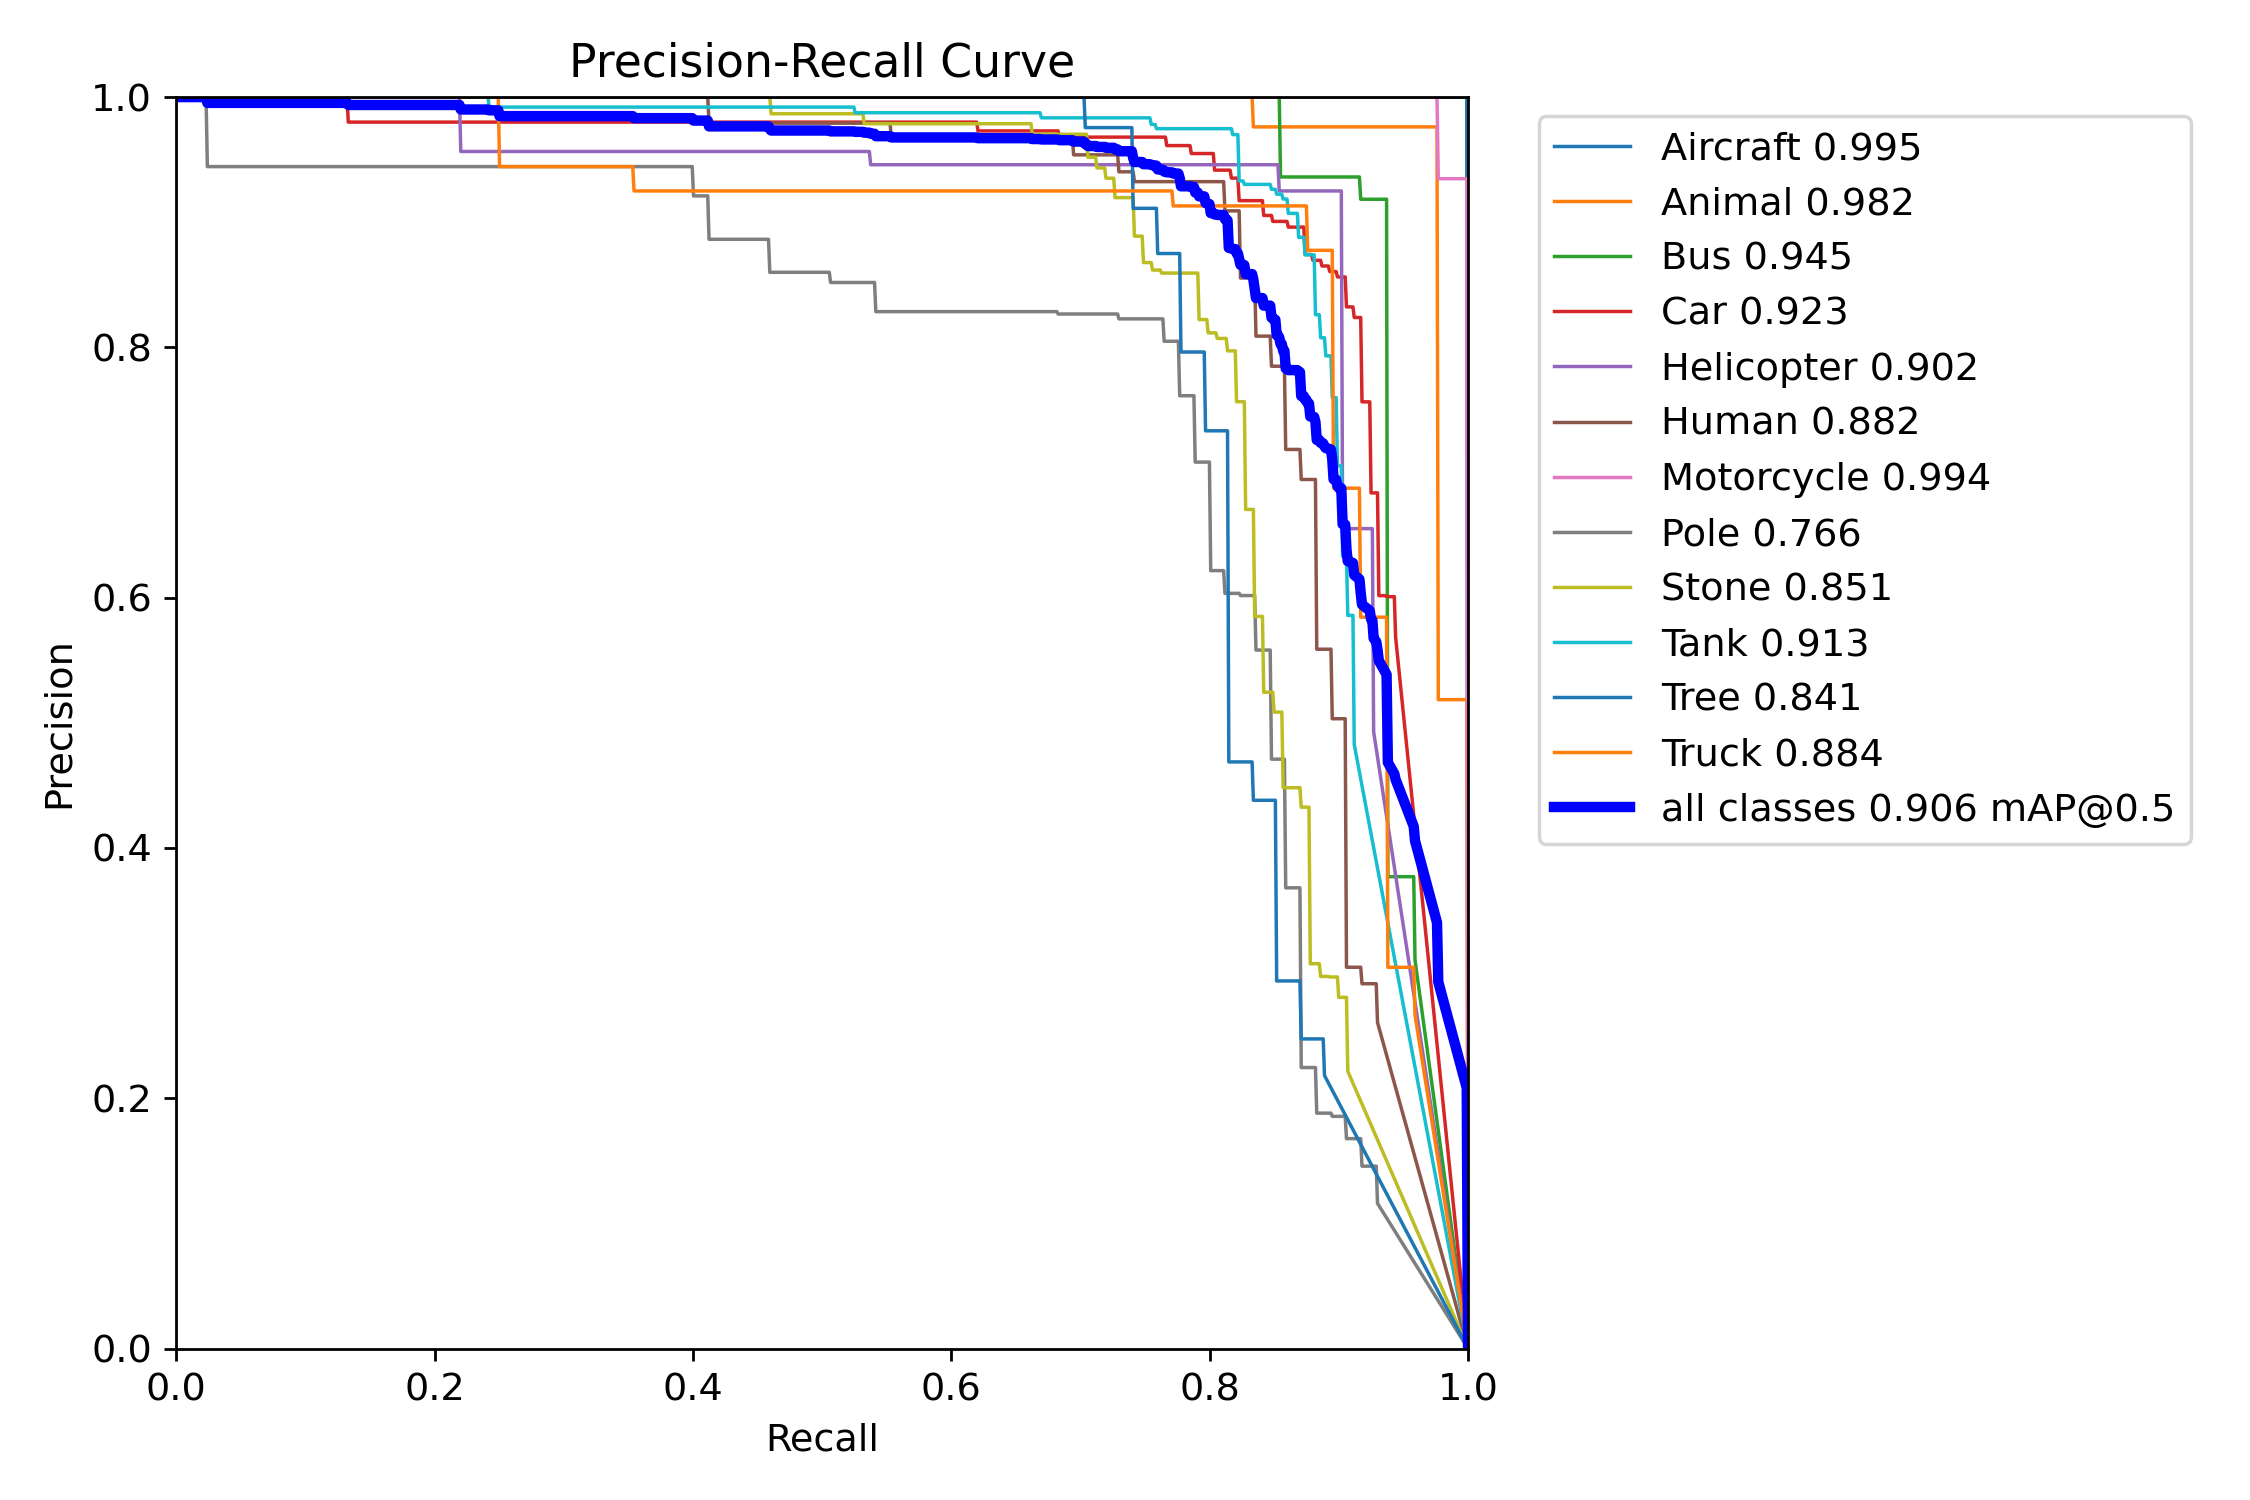 Precision-Recall Curve
1.0
0.8
0.6
0.4
0.2
0.0
Precision
0.0 0.2 0.4 0.6 0.8 1.0
Recall
Aircraft 0.995
Animal 0.982
Bus 0.945
Car 0.923
Helicopter 0.902
Human 0.882
Motorcycle 0.994
Pole 0.766
Stone 0.851
Tank 0.913
Tree 0.841
Truck 0.884
all classes 0.906 mAP@0.5